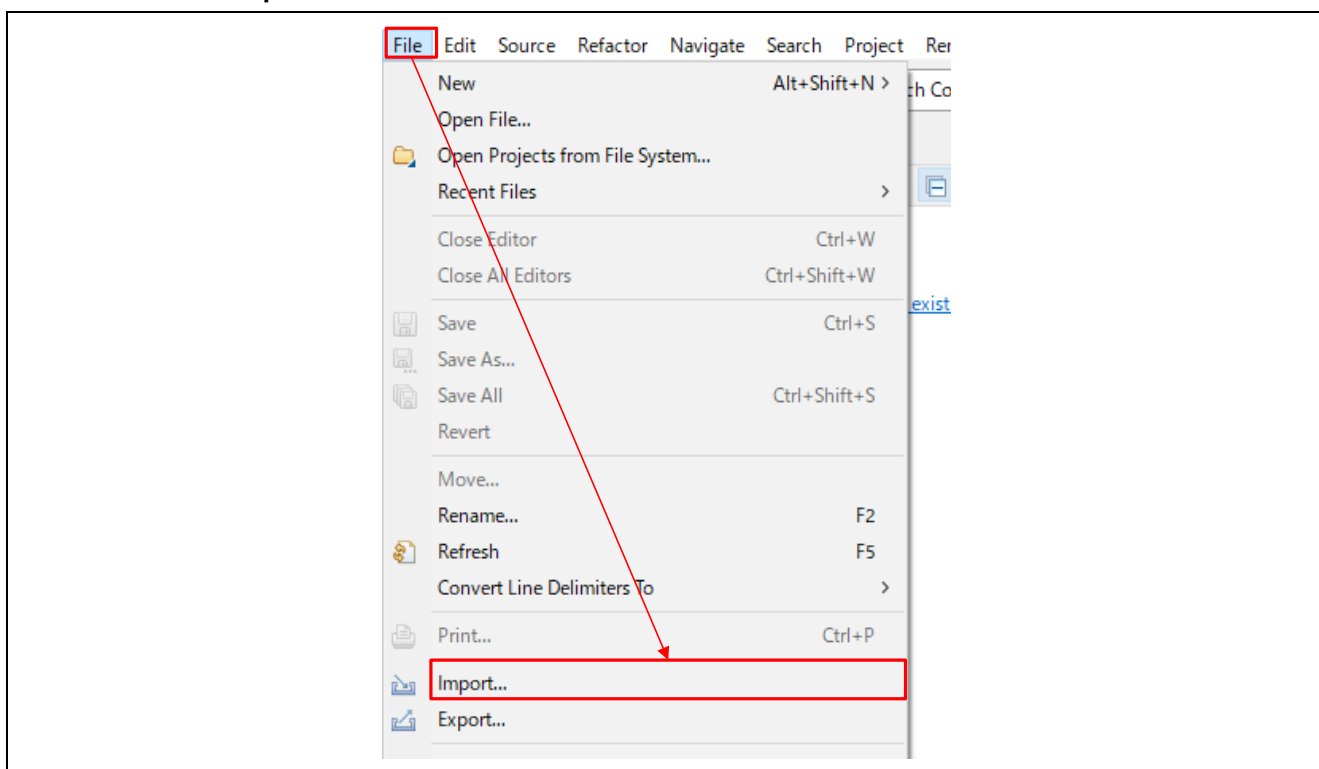 File Edit Source Refactor Navigate Search Project
New Alt+Shift+N >
Open File...
Open Projects from File System...
Recent Files >
Close Editor Ctrl+W
Close All Editors Ctrl+Shift+W
exist
Save Ctrl+S
Save As...
Save All Ctrl+Shift+S
Revert
Move...
Rename... F2
Refresh F5
Convert Line Delimiters To >
Print... Ctrl+P
Import...
Export...